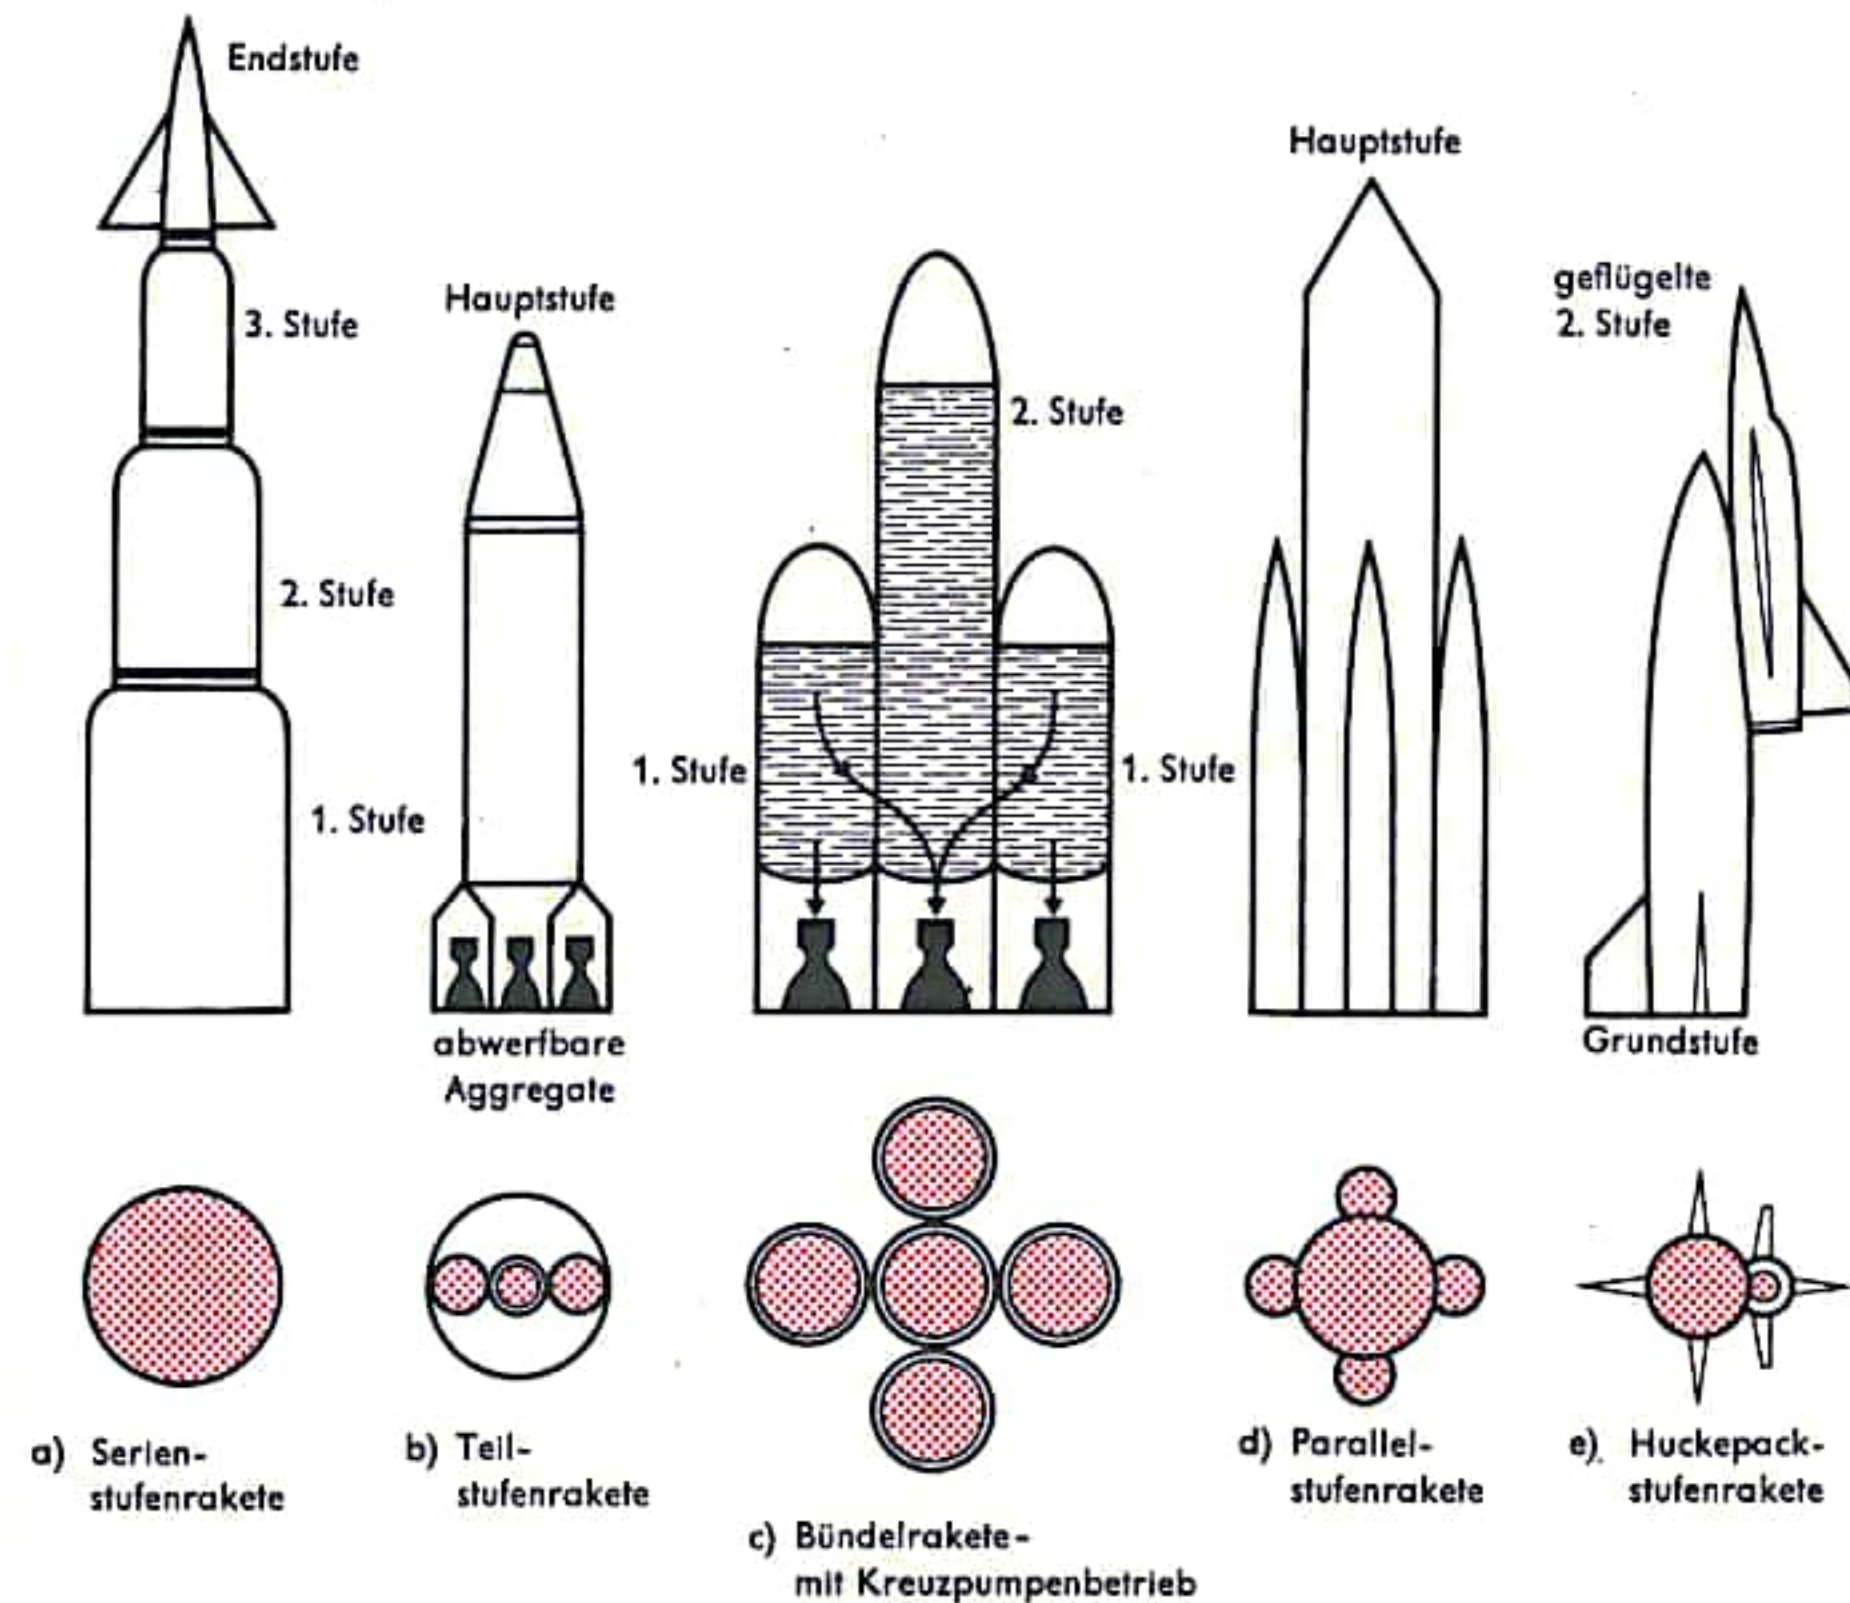 Endstufe
3. Stufe
2. Stufe
1. Stufe
Hauptstufe
abwerfbare
Aggregate
2. Stufe
1. Stufe
1. Stufe
Hauptstufe
geflügelte
2. Stufe
Grundstufe
a) Serien-
stufenrakete
b) Teil-
stufenrakete
c) Bündelrakete-
mit Kreuzpumpenbetrieb
d) Parallel-
stufenrakete
e) Huckepack-
stufenrakete